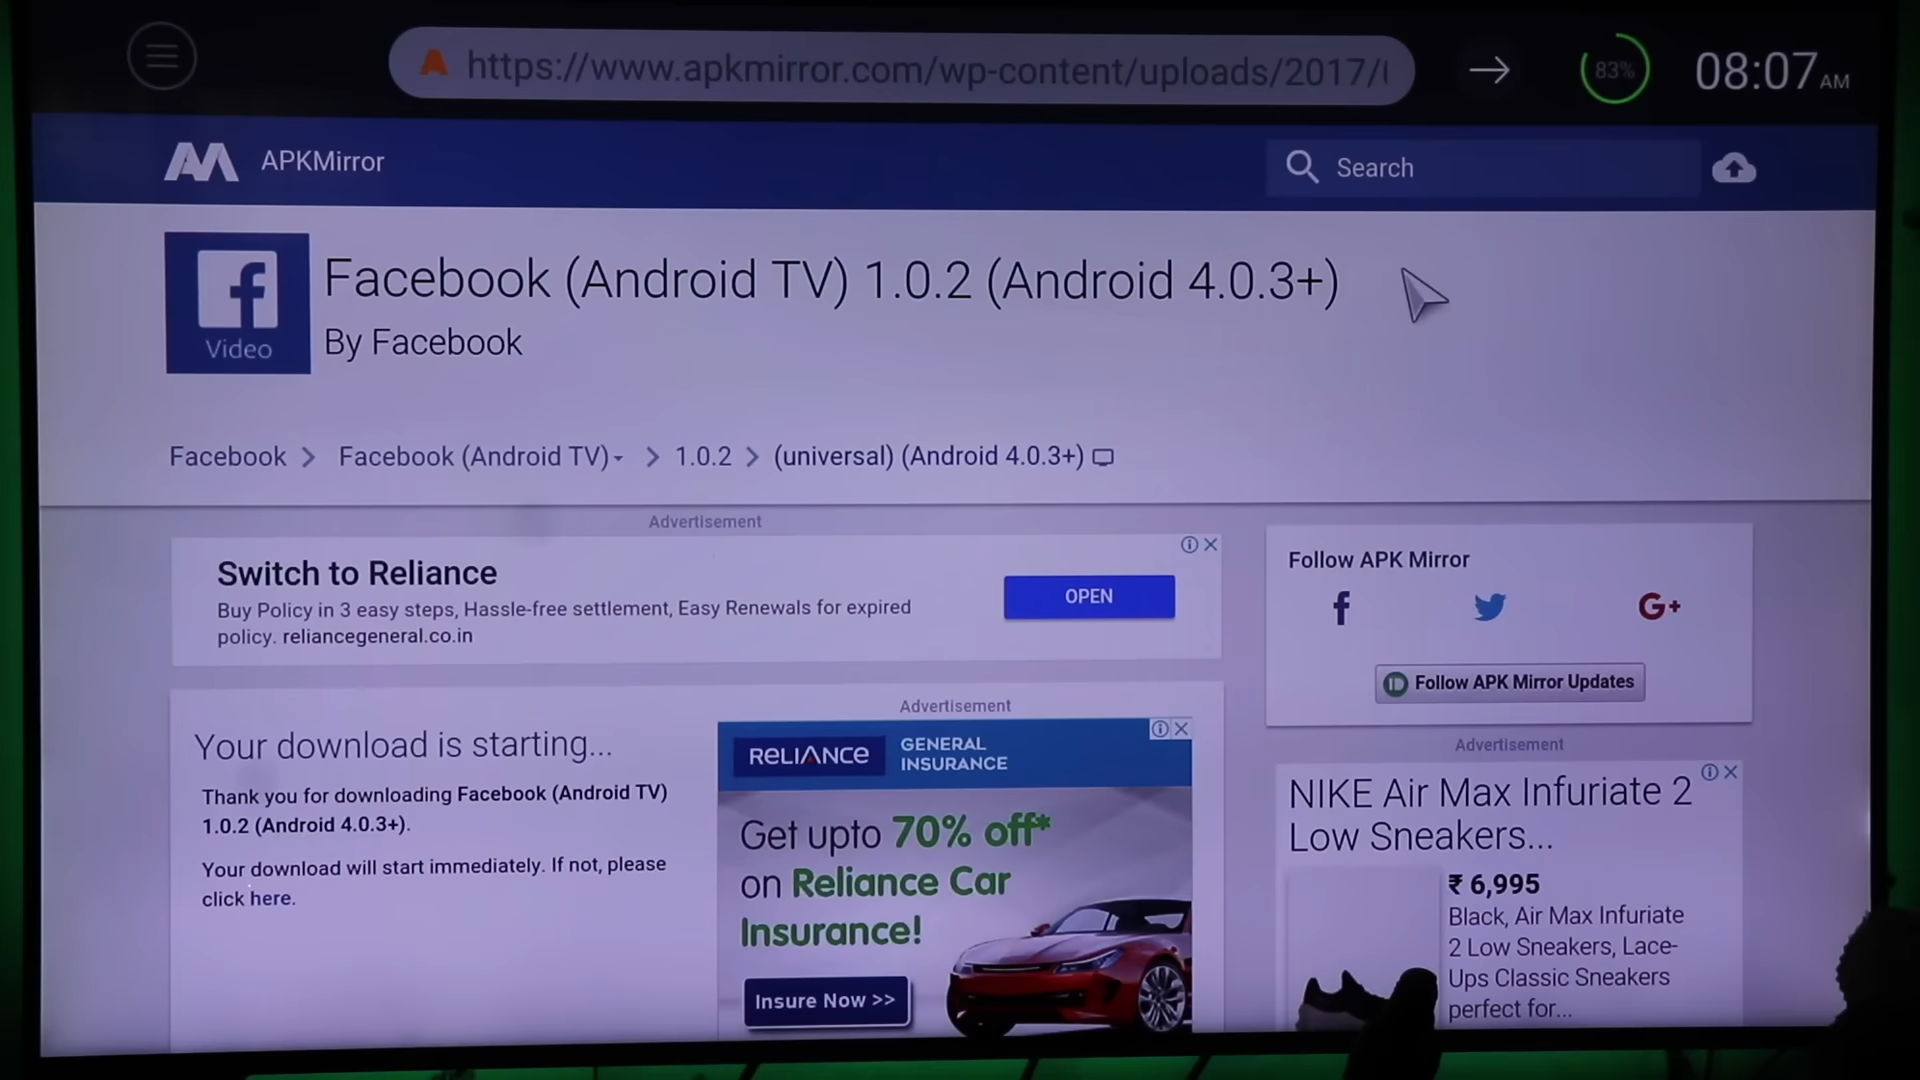 https://www.apkmirror.com/wp-content/uploads/2017/
83%
08:07 AM
APKMirror
Search
Video
Facebook (Android TV) 1.0.2 (Android 4.0.3+)
By Facebook
Facebook > Facebook (Android TV) > 1.0.2 > (universal) (Android 4.0.3+)
Advertisement
Switch to Reliance
Buy Policy in 3 easy steps, Hassle-free settlement, Easy Renewals for expired
policy. reliancegeneral.co.in
OPEN
Follow APK Mirror
G+
Follow APK Mirror Updates
Your download is starting...
Thank you for downloading Facebook (Android TV)
1.0.2 (Android 4.0.3+).
Your download will start immediately. If not, please
click here.
Advertisement
RELIANCE
GENERAL
INSURANCE
Get upto 70% off*
on Reliance Car
Insurance!
Insure Now >>
Advertisement
NIKE Air Max Infuriate 2
Low Sneakers...
₹ 6,995
Black, Air Max Infuriate
2 Low Sneakers, Lace-
Ups Classic Sneakers
perfect for...